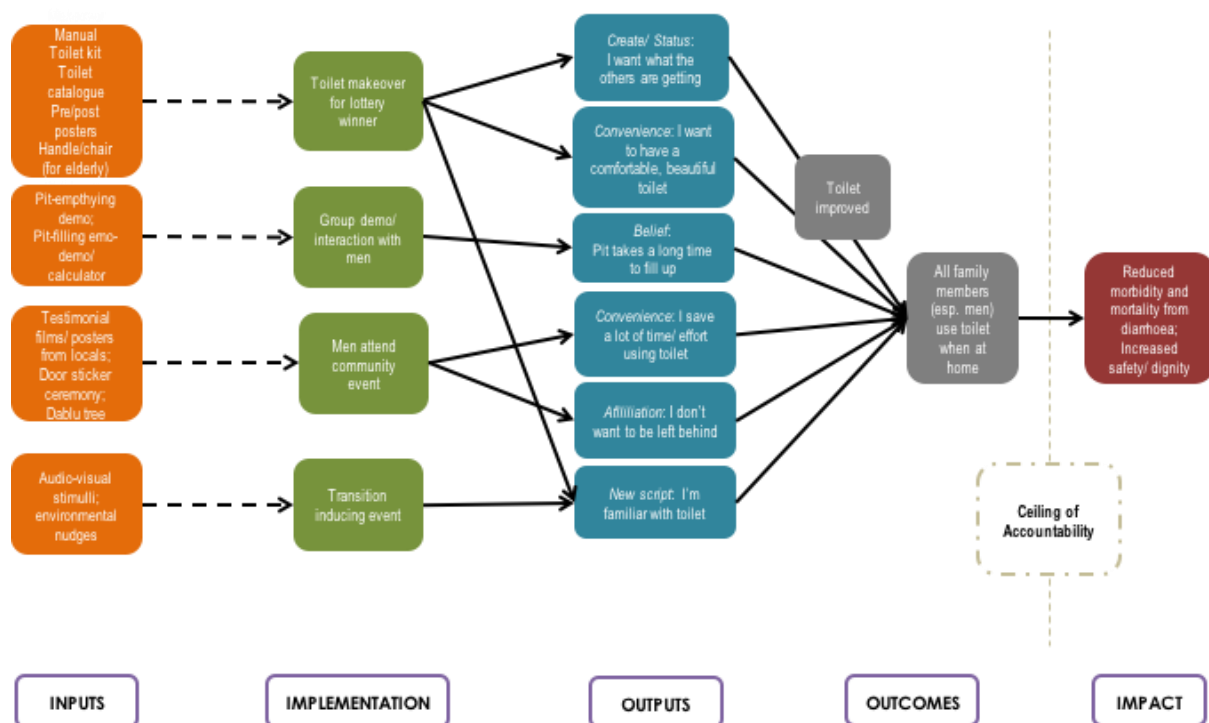 Manual
Toilet kit
Toilet
catalogue
Pre/post
posters
Handle/chair
(for elderly)
Pit-empthying
demo;
Pit-filling emo-
demo/
calculator
Testimonial
films/ posters
from locals;
Door sticker
ceremony;
Dablu tree
Audio-visual
stimulli;
environmental
nudges
Toilet makeover
for lottery
winner
Group demo/
interaction with
men
Men attend
community
event
Transition
inducing event
Create/ Status:
I want what the
others are getting
Convenience: I want
to have a
comfortable, beautiful
toilet
Belief:
Pit takes a long time
to fill up
Convenience: I save
a lot of time/ effort
using toilet
Affiliiation: I don't
want to be left behind
New script: I'm
familiar with toilet
Toilet
improved
All family
members
(esp. men)
use toilet
when at
home
Reduced
morbidity and
mortality from
diarrhoea;
Increased
safety/ dignity
Ceiling of
Accountability
INPUTS
IMPLEMENTATION
OUTPUTS
OUTCOMES
IMPACT